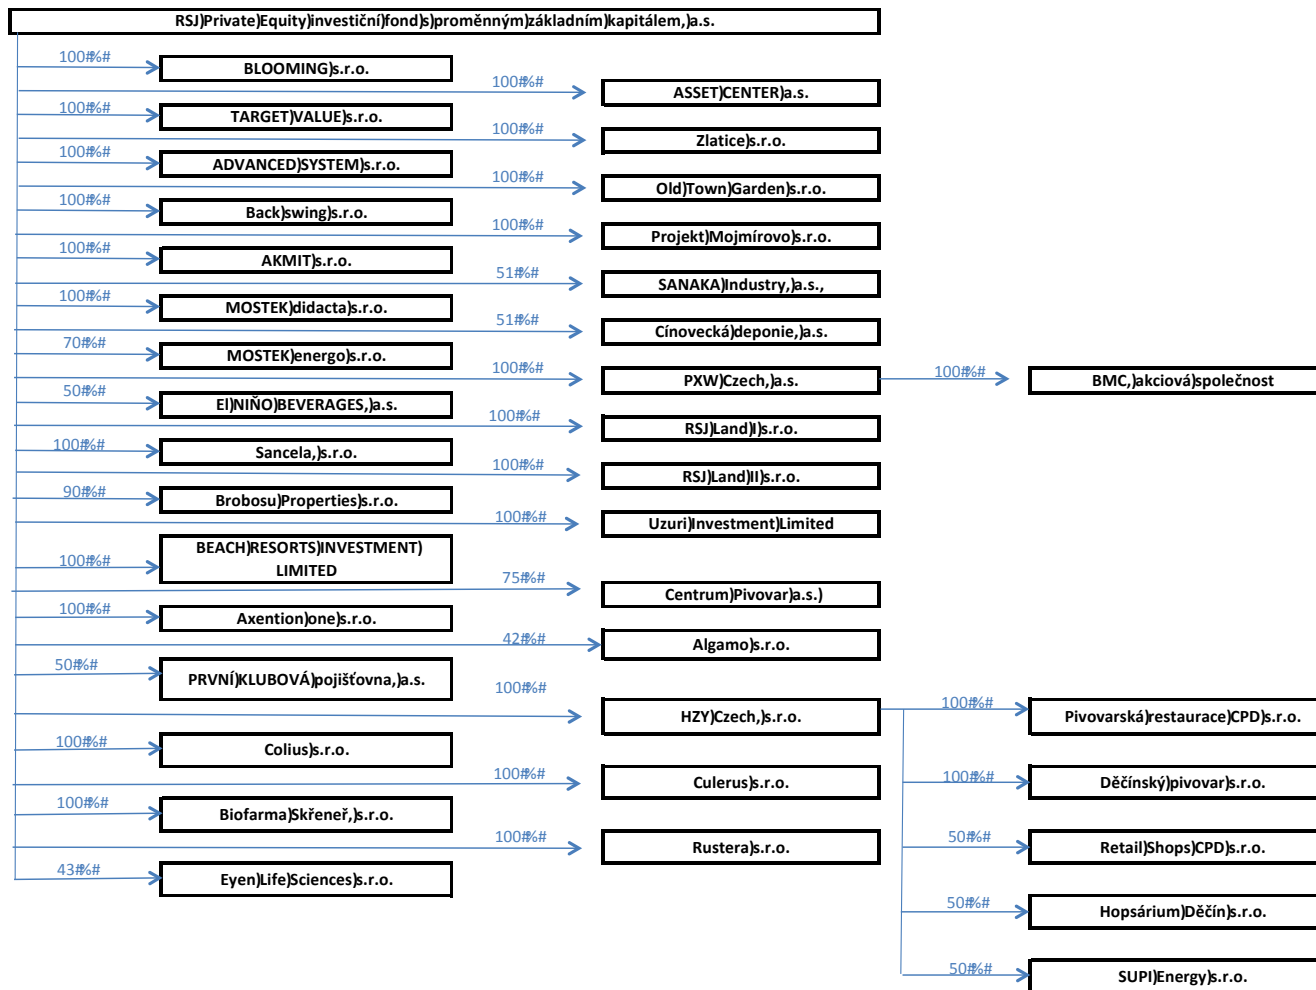 RSJ)Private)Equity)investiční)fond)s)proměnným)základním)kapitálem,)a.s.
100#%#
BLOOMING)s.r.o.
100#%#
ASSET)CENTER)a.s.
100#%#
TARGET)VALUE)s.r.o.
100#%#
Zlatice)s.r.o.
100#%#
ADVANCED)SYSTEM)s.r.o.
100#%#
Old)Town)Garden)s.r.o.
100#%#
Back)swing)s.r.o.
100#%#
Projekt)Mojmírovo)s.r.o.
100#%#
AKMIT)s.r.o.
51#%#
SANAKA)Industry,)a.s.,
100#%#
MOSTEK)didacta)s.r.o.
51#%#
Cínovecká)deponie,)a.s.
70#%#
MOSTEK)energo)s.r.o.
100#%#
PXW)Czech,)a.s.
100#%#
BMC,)akciová)společnost
50#%#
El)NIŇO)BEVERAGES,)a.s.
100#%#
RSJ)Land)I)s.r.o.
100#%#
Sancela,)s.r.o.
100#%#
RSJ)Land)II)s.r.o.
90#%#
Brobosu)Properties)s.r.o.
100#%#
Uzuri)Investment)Limited
100#%#
BEACH)RESORTS)INVESTMENT)
LIMITED
75#%#
Centrum)Pivovar)a.s.)
100#%#
Axention)one)s.r.o.
42#%#
Algamo)s.r.o.
50#%#
PRVNÍ)KLUBOVÁ)pojišťovna,)a.s.
100#%#
HZY)Czech,)s.r.o.
100#%#
Pivovarská)restaurace)CPD)s.r.o.
100#%#
Colius)s.r.o.
100#%#
Culerus)s.r.o.
100#%#
Děčínský)pivovar)s.r.o.
100#%#
Biofarma)Skřeneř,)s.r.o.
100#%#
Rustera)s.r.o.
50#%#
Retail)Shops)CPD)s.r.o.
43#%#
Eyen)Life)Sciences)s.r.o.
50#%#
Hopsárium)Děčín)s.r.o.
50#%#
SUPI)Energy)s.r.o.